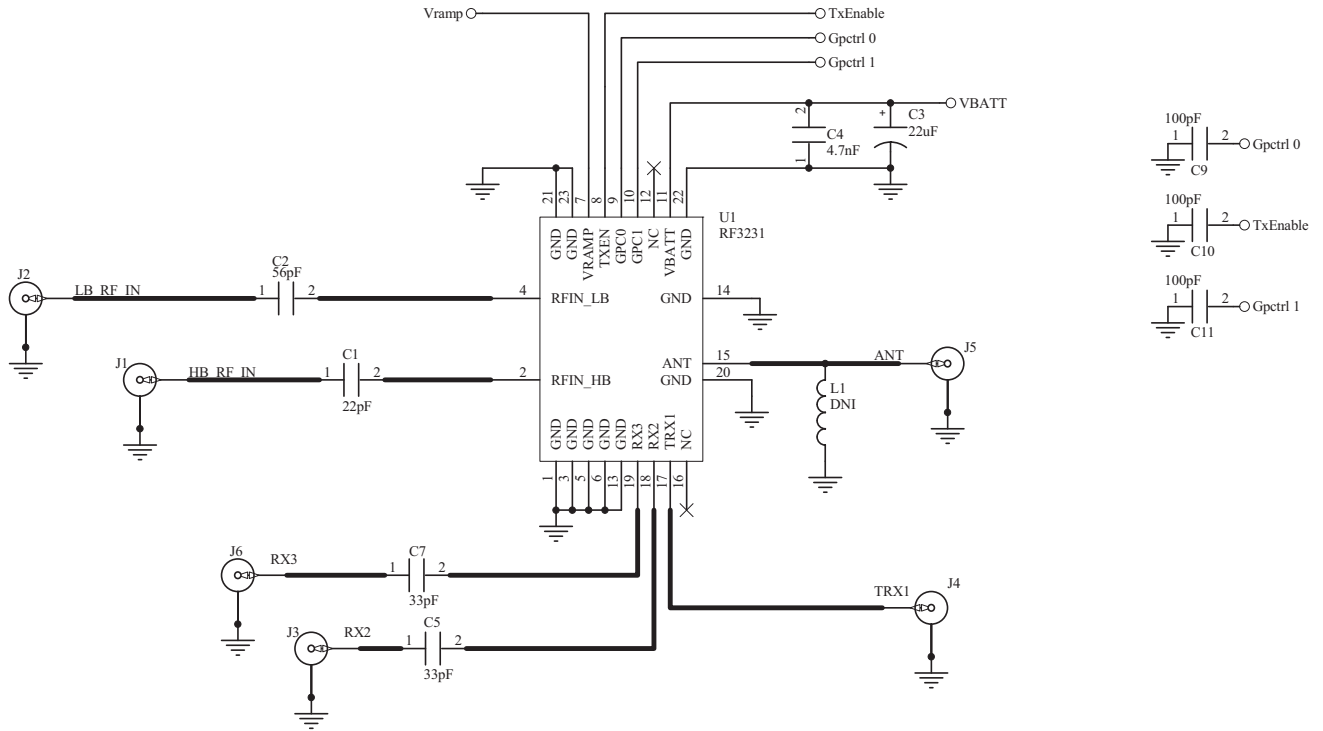 Vramp
TxEnable
Gpctrl 0
Gpctrl 1
VBATT
2
C4
4.7nF
1
+
C3
22uF
100pF
1
2
Gpctrl 0
C9
100pF
1
2
TxEnable
C10
100pF
1
2
Gpctrl 1
C11
21
23
7
8
9
10
12
11
22
U1
RF3231
GND
GND
VRAMP
TXEN
GPC0
GPC1
NC
VBATT
GND
J2
LB_RF_IN
C2
56pF
1
2
4
RFIN_LB
GND
14
J1
HB_RF_IN
C1
1
2
22pF
2
RFIN_HB
ANT
15
ANT
J5
GND
20
L1
DNI
GND
GND
GND
GND
GND
RX3
RX2
TRX1
NC
1
3
5
6
13
19
18
17
16
J6
RX3
C7
1
2
33pF
J3
RX2
C5
1
2
33pF
TRX1
J4